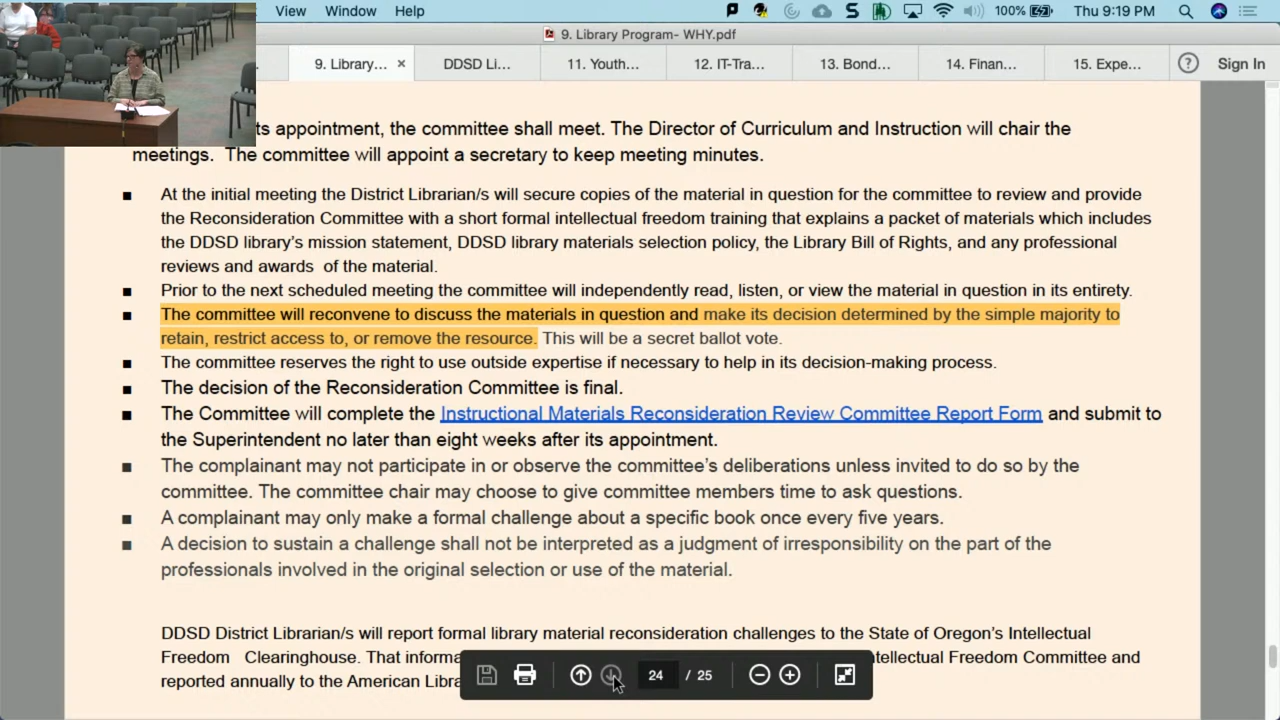 View Window Help
100% Thu 9:19 PM
9. Library Program- WHY.pdf
9. Library... × DDSD Li... 11. Youth... 12. IT-Tra... 13. Bond... 14. Finan... 15. Expe... ? Sign In
its appointment, the committee shall meet. The Director of Curriculum and Instruction will chair the
meetings. The committee will appoint a secretary to keep meeting minutes.
■ At the initial meeting the District Librarian/s will secure copies of the material in question for the committee to review and provide
the Reconsideration Committee with a short formal intellectual freedom training that explains a packet of materials which includes
the DDSD library's mission statement, DDSD library materials selection policy, the Library Bill of Rights, and any professional
reviews and awards of the material.
■ Prior to the next scheduled meeting the committee will independently read, listen, or view the material in question in its entirety.
■ The committee will reconvene to discuss the materials in question and make its decision determined by the simple majority to
retain, restrict access to, or remove the resource. This will be a secret ballot vote.
■ The committee reserves the right to use outside expertise if necessary to help in its decision-making process.
■ The decision of the Reconsideration Committee is final.
■ The Committee will complete the Instructional Materials Reconsideration Review Committee Report Form and submit to
the Superintendent no later than eight weeks after its appointment.
■ The complainant may not participate in or observe the committee's deliberations unless invited to do so by the
committee. The committee chair may choose to give committee members time to ask questions.
■ A complainant may only make a formal challenge about a specific book once every five years.
■ A decision to sustain a challenge shall not be interpreted as a judgment of irresponsibility on the part of the
professionals involved in the original selection or use of the material.
DDSD District Librarian/s will report formal library material reconsideration challenges to the State of Oregon's Intellectual
Freedom Clearinghouse. That informa ntellectual Freedom Committee and
reported annually to the American Libra
24 / 25